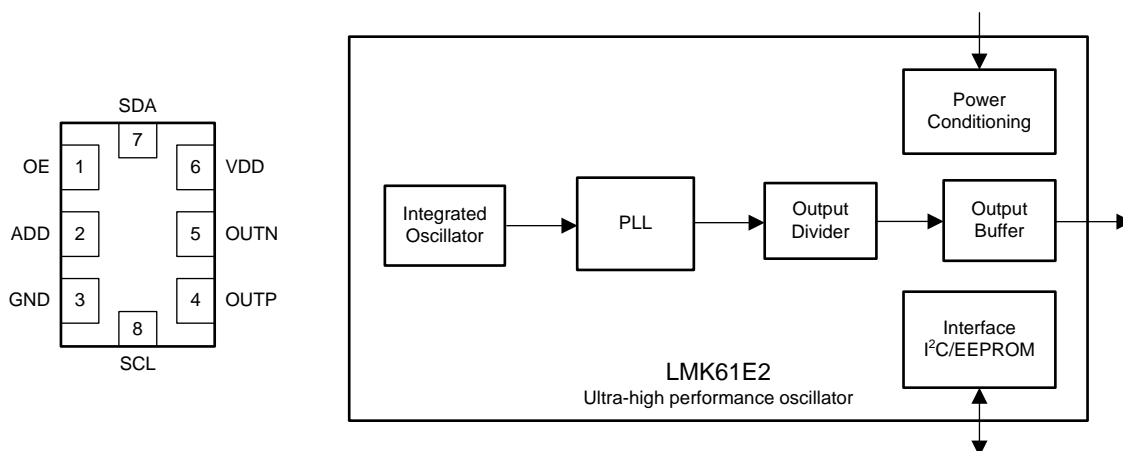 SDA
7
OE 1 6 VDD
ADD 2 5 OUTN
GND 3 4 OUTP
8
SCL
Power
Conditioning
Integrated
Oscillator
PLL
Output
Divider
Output
Buffer
Interface
I²C/EEPROM
LMK61E2
Ultra-high performance oscillator